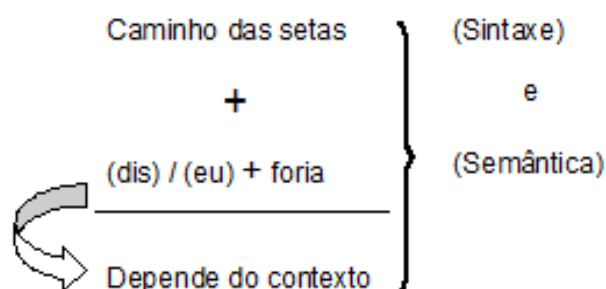 Caminho das setas
(Sintaxe)
+
e
(dis) / (eu) + foria
(Semântica)
Depende do contexto